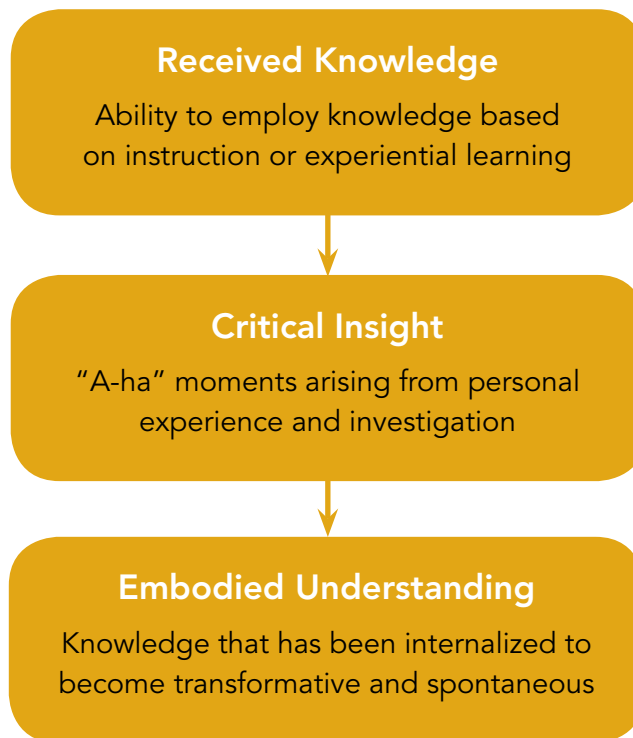 Received Knowledge
Ability to employ knowledge based
on instruction or experiential learning
Critical Insight
“A-ha” moments arising from personal
experience and investigation
Embodied Understanding
Knowledge that has been internalized to
become transformative and spontaneous